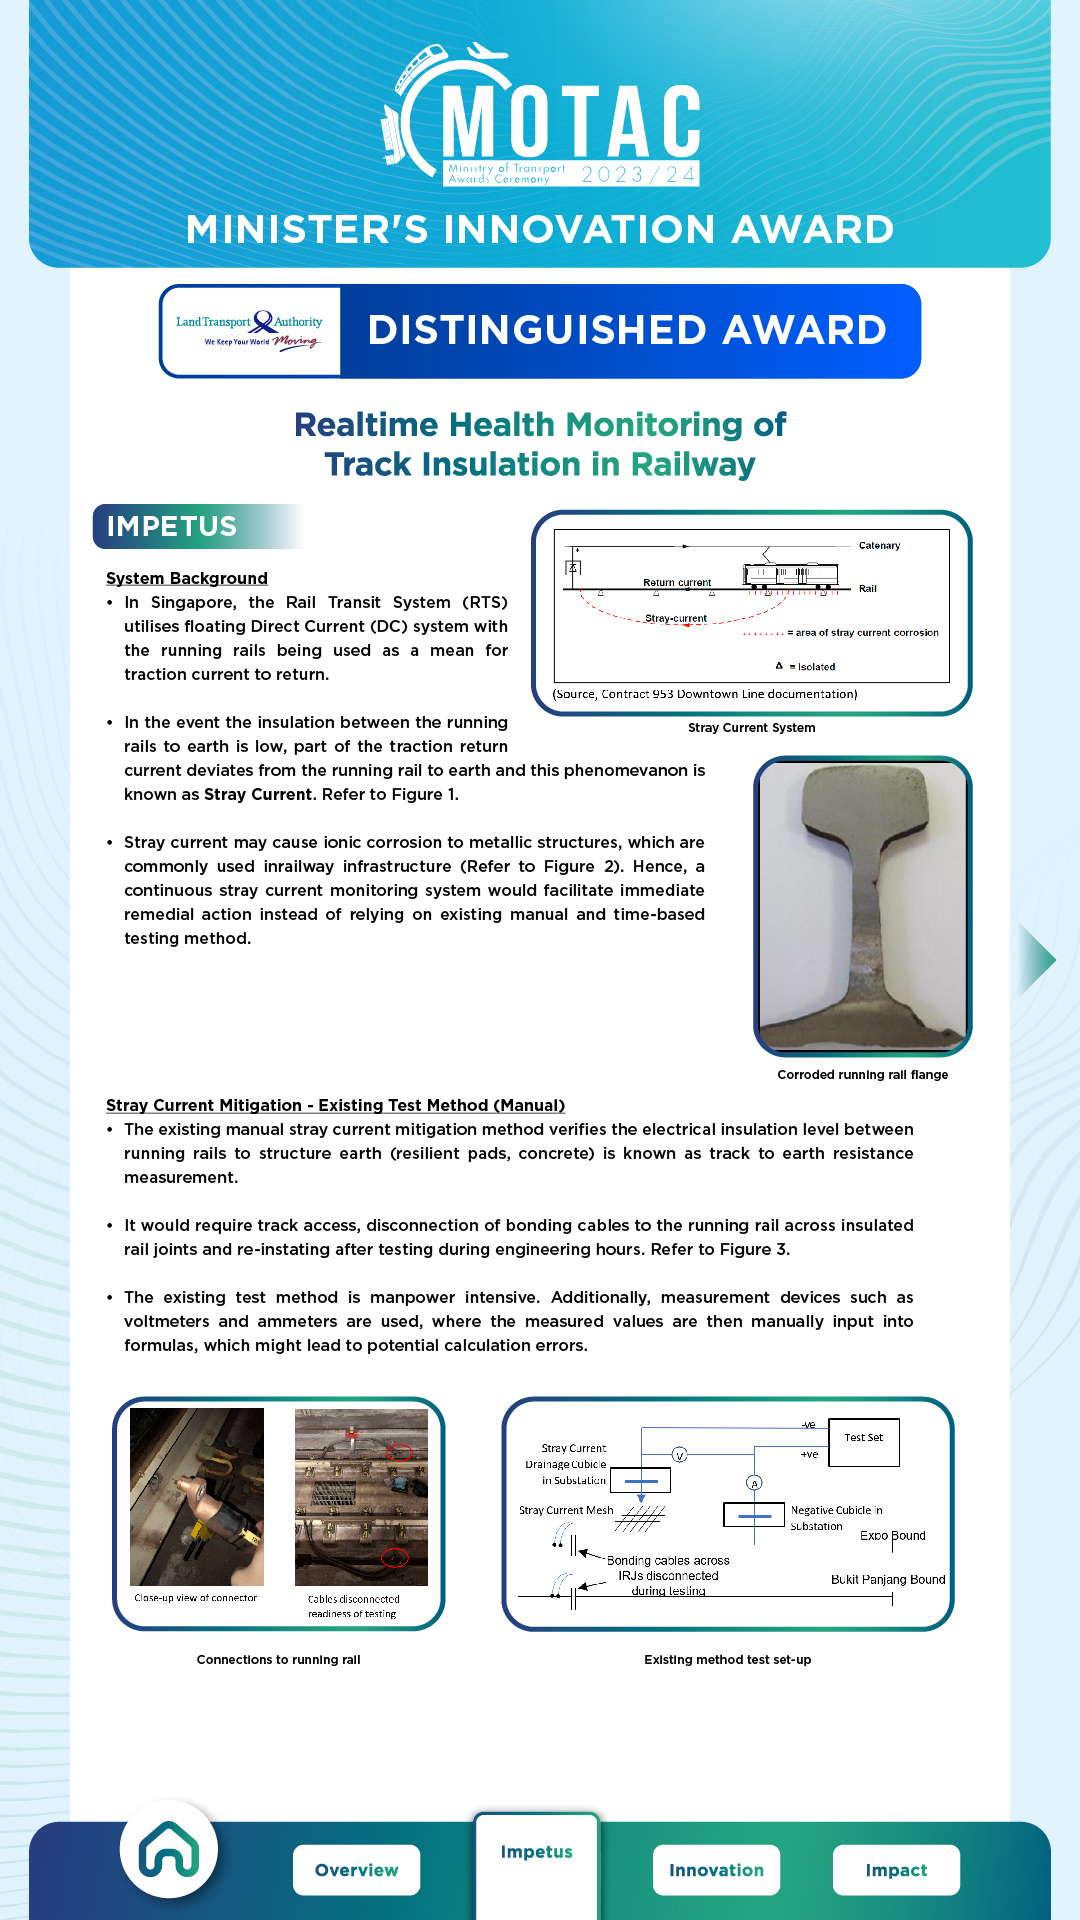 MOTAC
Ministry of Transport
Awards Ceremony
2023/24
MINISTER'S INNOVATION AWARD
Land Transport Authority
We Keep Your World Moving
DISTINGUISHED AWARD
Realtime Health Monitoring of
Track Insulation in Railway
IMPETUS
System Background
• In Singapore, the Rail Transit System (RTS)
utilises floating Direct Current (DC) system with
the running rails being used as a mean for
traction current to return.
• In the event the insulation between the running
rails to earth is low, part of the traction return
current deviates from the running rail to earth and this phenomevanon is
known as Stray Current. Refer to Figure 1.
• Stray current may cause ionic corrosion to metallic structures, which are
commonly used inrailway infrastructure (Refer to Figure 2). Hence, a
continuous stray current monitoring system would facilitate immediate
remedial action instead of relying on existing manual and time-based
testing method.
+
Catenary
Return current
Rail
Stray-current
= area of stray current corrosion
Δ = Isolated
(Source, Contract 953 Downtown Line documentation)
Stray Current System
Corroded running rail flange
Stray Current Mitigation - Existing Test Method (Manual)
• The existing manual stray current mitigation method verifies the electrical insulation level between
running rails to structure earth (resilient pads, concrete) is known as track to earth resistance
measurement.
• It would require track access, disconnection of bonding cables to the running rail across insulated
rail joints and re-instating after testing during engineering hours. Refer to Figure 3.
• The existing test method is manpower intensive. Additionally, measurement devices such as
voltmeters and ammeters are used, where the measured values are then manually input into
formulas, which might lead to potential calculation errors.
Close-up view of connector
Cables disconnected
readiness of testing
Connections to running rail
-ve
Test Set
+ve
V
A
Stray Current
Drainage Cubicle
in Substation
Stray Current Mesh
Negative Cubicle in
Substation
Expo Bound
Bonding cables across
IRJs disconnected
during testing
Bukit Panjang Bound
Existing method test set-up
Overview
Impetus
Innovation
Impact